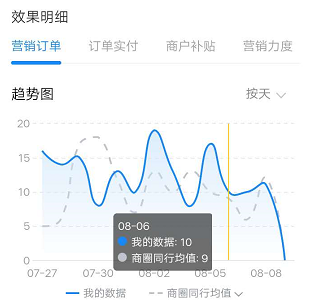 效果明细
营销订单 订单实付 商户补贴 营销力度
趋势图 按天
20
15
10
5
0
08-06
我的数据: 10
商圈同行均值: 9
07-27 07-30 08-02 08-05 08-08
我的数据 商圈同行均值